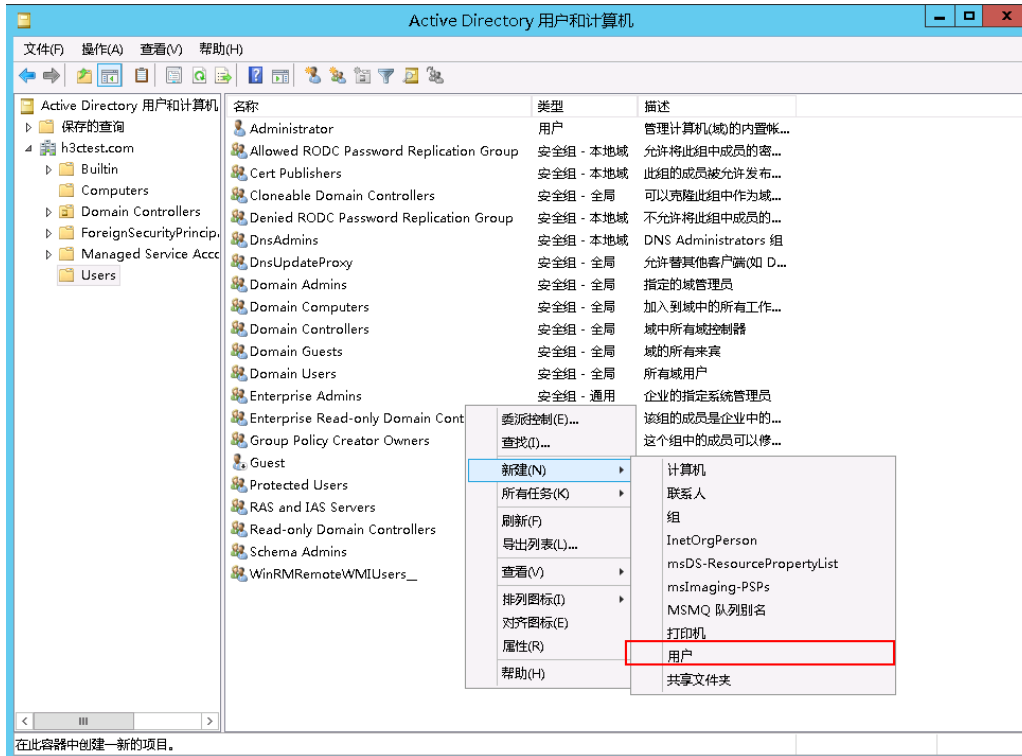 Active Directory 用户和计算机
文件(F) 操作(A) 查看(V) 帮助(H)
Active Directory 用户和计算机
保存的查询
h3ctest.com
Builtin
Computers
Domain Controllers
ForeignSecurityPrincip
Managed Service Acco
Users
名称 类型 描述
Administrator 用户 管理计算机(域)的内置帐...
Allowed RODC Password Replication Group 安全组 - 本地域 允许将此组中成员的密...
Cert Publishers 安全组 - 本地域 此组的成员被允许发布...
Cloneable Domain Controllers 安全组 - 全局 可以克隆此组中作为域...
Denied RODC Password Replication Group 安全组 - 本地域 不允许将此组中成员的...
DnsAdmins 安全组 - 本地域 DNS Administrators 组
DnsUpdateProxy 安全组 - 全局 允许替其他客户端(如 D...
Domain Admins 安全组 - 全局 指定的域管理员
Domain Computers 安全组 - 全局 加入到域中的所有工作...
Domain Controllers 安全组 - 全局 域中所有域控制器
Domain Guests 安全组 - 全局 域的所有来宾
Domain Users 安全组 - 全局 所有域用户
Enterprise Admins 安全组 - 通用 企业的指定系统管理员
Enterprise Read-only Domain Cont 该组的成员是企业中的...
Group Policy Creator Owners 这个组中的成员可以修...
Guest
Protected Users
RAS and IAS Servers
Read-only Domain Controllers
Schema Admins
WinRMRemoteWMIUsers__
委派控制(E)...
查找(I)...
新建(N)
所有任务(K)
刷新(F)
导出列表(L)...
查看(V)
排列图标(I)
对齐图标(E)
属性(R)
帮助(H)
计算机
联系人
组
InetOrgPerson
msDS-ResourcePropertyList
msImaging-PSPs
MSMQ 队列别名
打印机
用户
共享文件夹
在此容器中创建一新的项目。